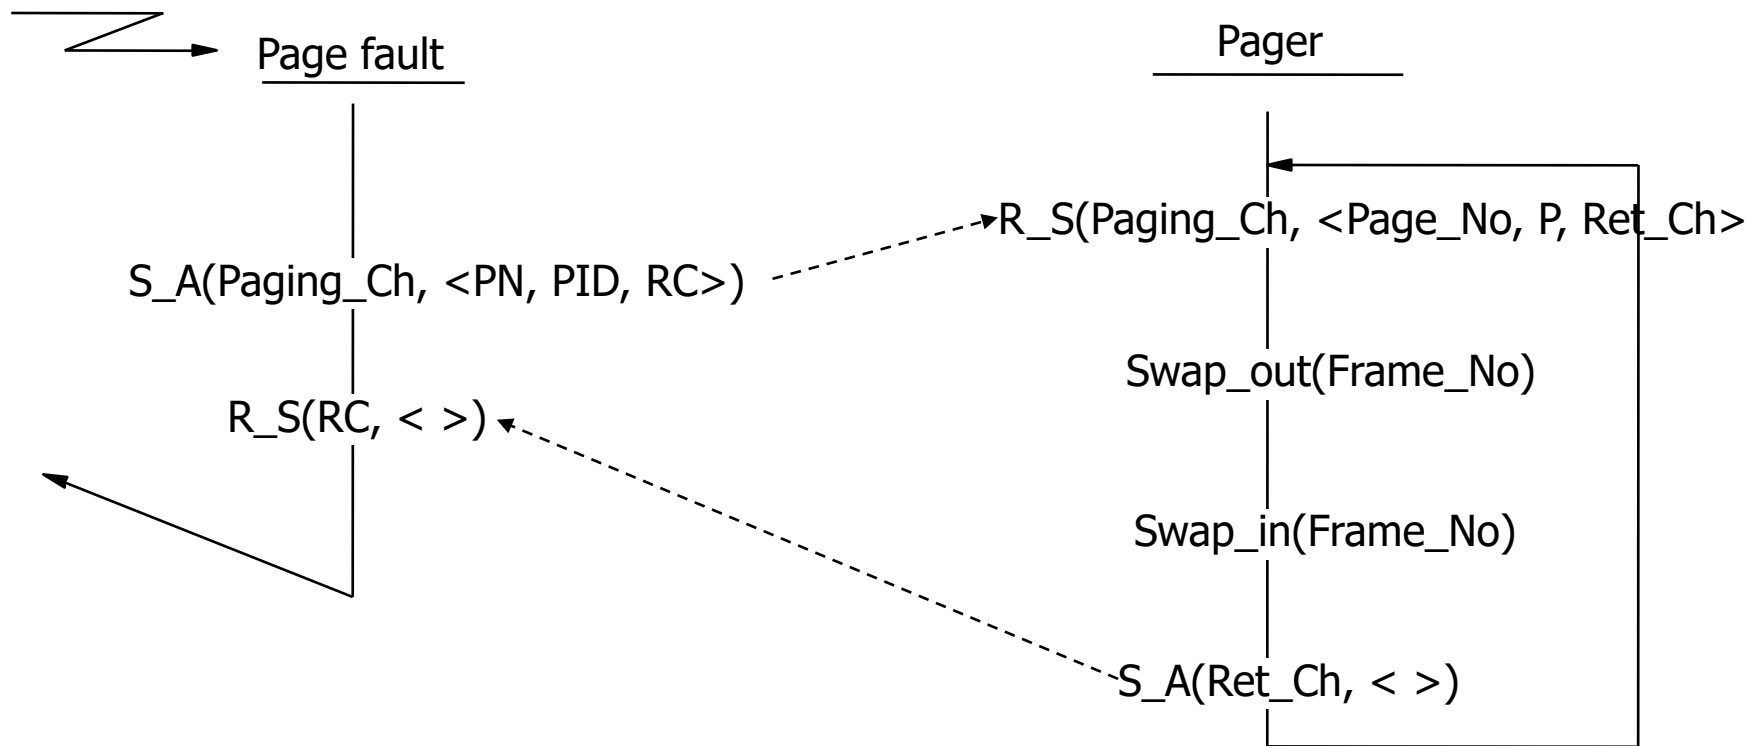 Page fault
S_A(Paging_Ch, <PN, PID, RC>)
R_S(RC, < >)
Pager
R_S(Paging_Ch, <Page_No, P, Ret_Ch>
Swap_out(Frame_No)
Swap_in(Frame_No)
S_A(Ret_Ch, < >)